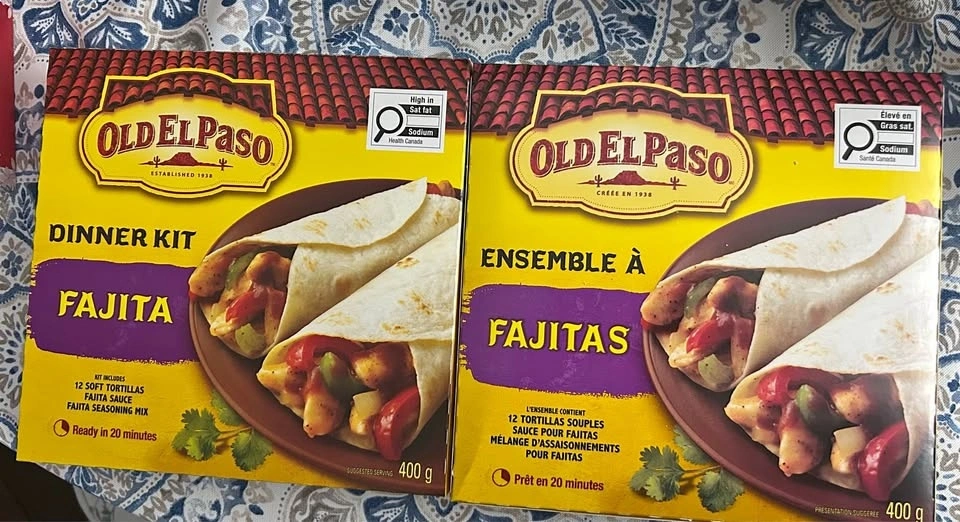 OLD EL PASO
ESTABLISHED 1938
High in
Sat fat
Sodium
Health Canada
DINNER KIT
FAJITA
KIT INCLUDES
12 SOFT TORTILLAS
FAJITA SAUCE
FAJITA SEASONING MIX
Ready in 20 minutes
SUGGESTED SERVING
400 g
OLD EL PASO
CRÉÉE EN 1938
Élevé en
Gras sat.
Sodium
Santé Canada
ENSEMBLE À
FAJITAS
L'ENSEMBLE CONTIENT
12 TORTILLAS SOUPLES
SAUCE POUR FAJITAS
MÉLANGE D'ASSAISONNEMENTS
POUR FAJITAS
Prêt en 20 minutes
PRÉSENTATION SUGGÉRÉE
400 g